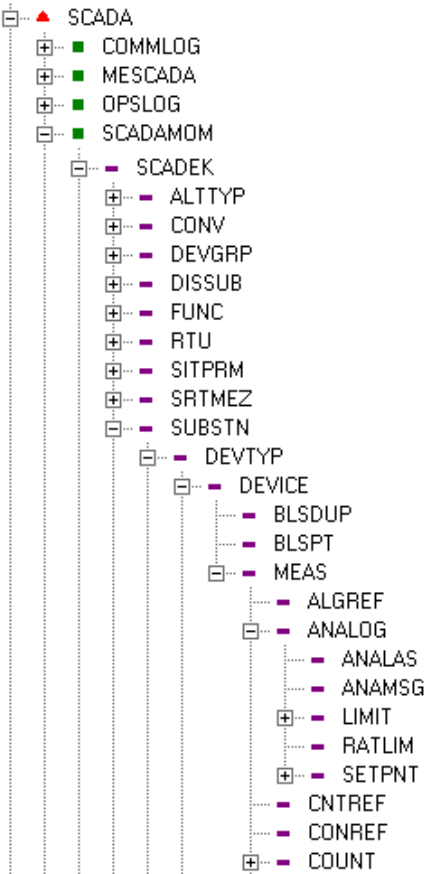 SCADA
COMMLOG
MESCADA
OPSLOG
SCADAMOM
SCADEK
ALTTYP
CONV
DEVGRP
DISSUB
FUNC
RTU
SITPRM
SRTMEZ
SUBSTN
DEVTYP
DEVICE
BLSDUP
BLSPT
MEAS
ALGREF
ANALOG
ANALAS
ANAMSG
LIMIT
RATLIM
SETPNT
CNTREF
CONREF
COUNT